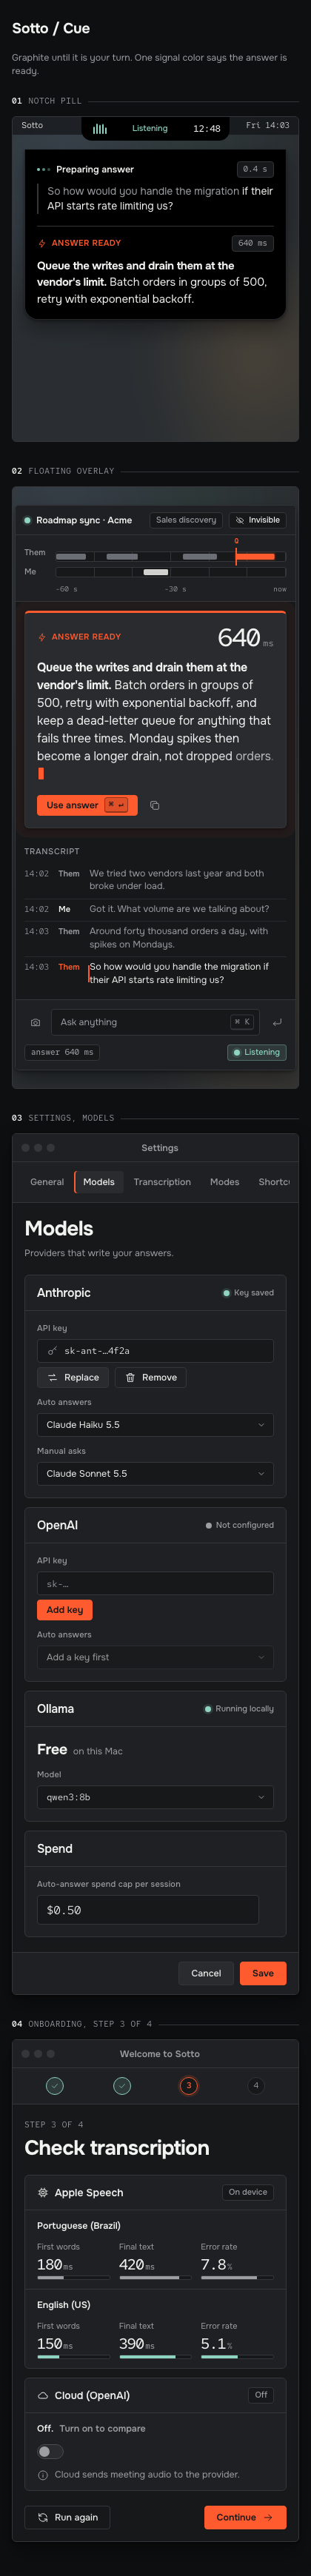 Sotto / Cue
Graphite until it is your turn. One signal color says the answer is
ready.
01 NOTCH PILL
Sotto Listening 12:48 Fri 14:03
Preparing answer 0.4 s
So how would you handle the migration if their
API starts rate limiting us?
ANSWER READY 640 ms
Queue the writes and drain them at the
vendor's limit. Batch orders in groups of 500,
retry with exponential backoff.
02 FLOATING OVERLAY
Roadmap sync · Acme Sales discovery Invisible
Them
Me
-60 s -30 s now
ANSWER READY 640 ms
Queue the writes and drain them at the
vendor's limit. Batch orders in groups of
500, retry with exponential backoff, and
keep a dead-letter queue for anything that
fails three times. Monday spikes then
become a longer drain, not dropped orders.
Use answer ⌘ ↵
TRANSCRIPT
14:02 Them We tried two vendors last year and both
broke under load.
14:02 Me Got it. What volume are we talking about?
14:03 Them Around forty thousand orders a day, with
spikes on Mondays.
14:03 Them So how would you handle the migration if
their API starts rate limiting us?
Ask anything ⌘ K
answer 640 ms Listening
03 SETTINGS, MODELS
Settings
General Models Transcription Modes Shortcu
Models
Providers that write your answers.
Anthropic Key saved
API key
sk-ant-…4f2a
Replace Remove
Auto answers
Claude Haiku 5.5
Manual asks
Claude Sonnet 5.5
OpenAI Not configured
API key
sk-…
Add key
Auto answers
Add a key first
Ollama Running locally
Free on this Mac
Model
qwen3:8b
Spend
Auto-answer spend cap per session
$0.50
Cancel Save
04 ONBOARDING, STEP 3 OF 4
Welcome to Sotto
3 4
STEP 3 OF 4
Check transcription
Apple Speech On device
Portuguese (Brazil)
First words Final text Error rate
180ms 420ms 7.8%
English (US)
First words Final text Error rate
150ms 390ms 5.1%
Cloud (OpenAI) Off
Off. Turn on to compare
Cloud sends meeting audio to the provider.
Run again Continue